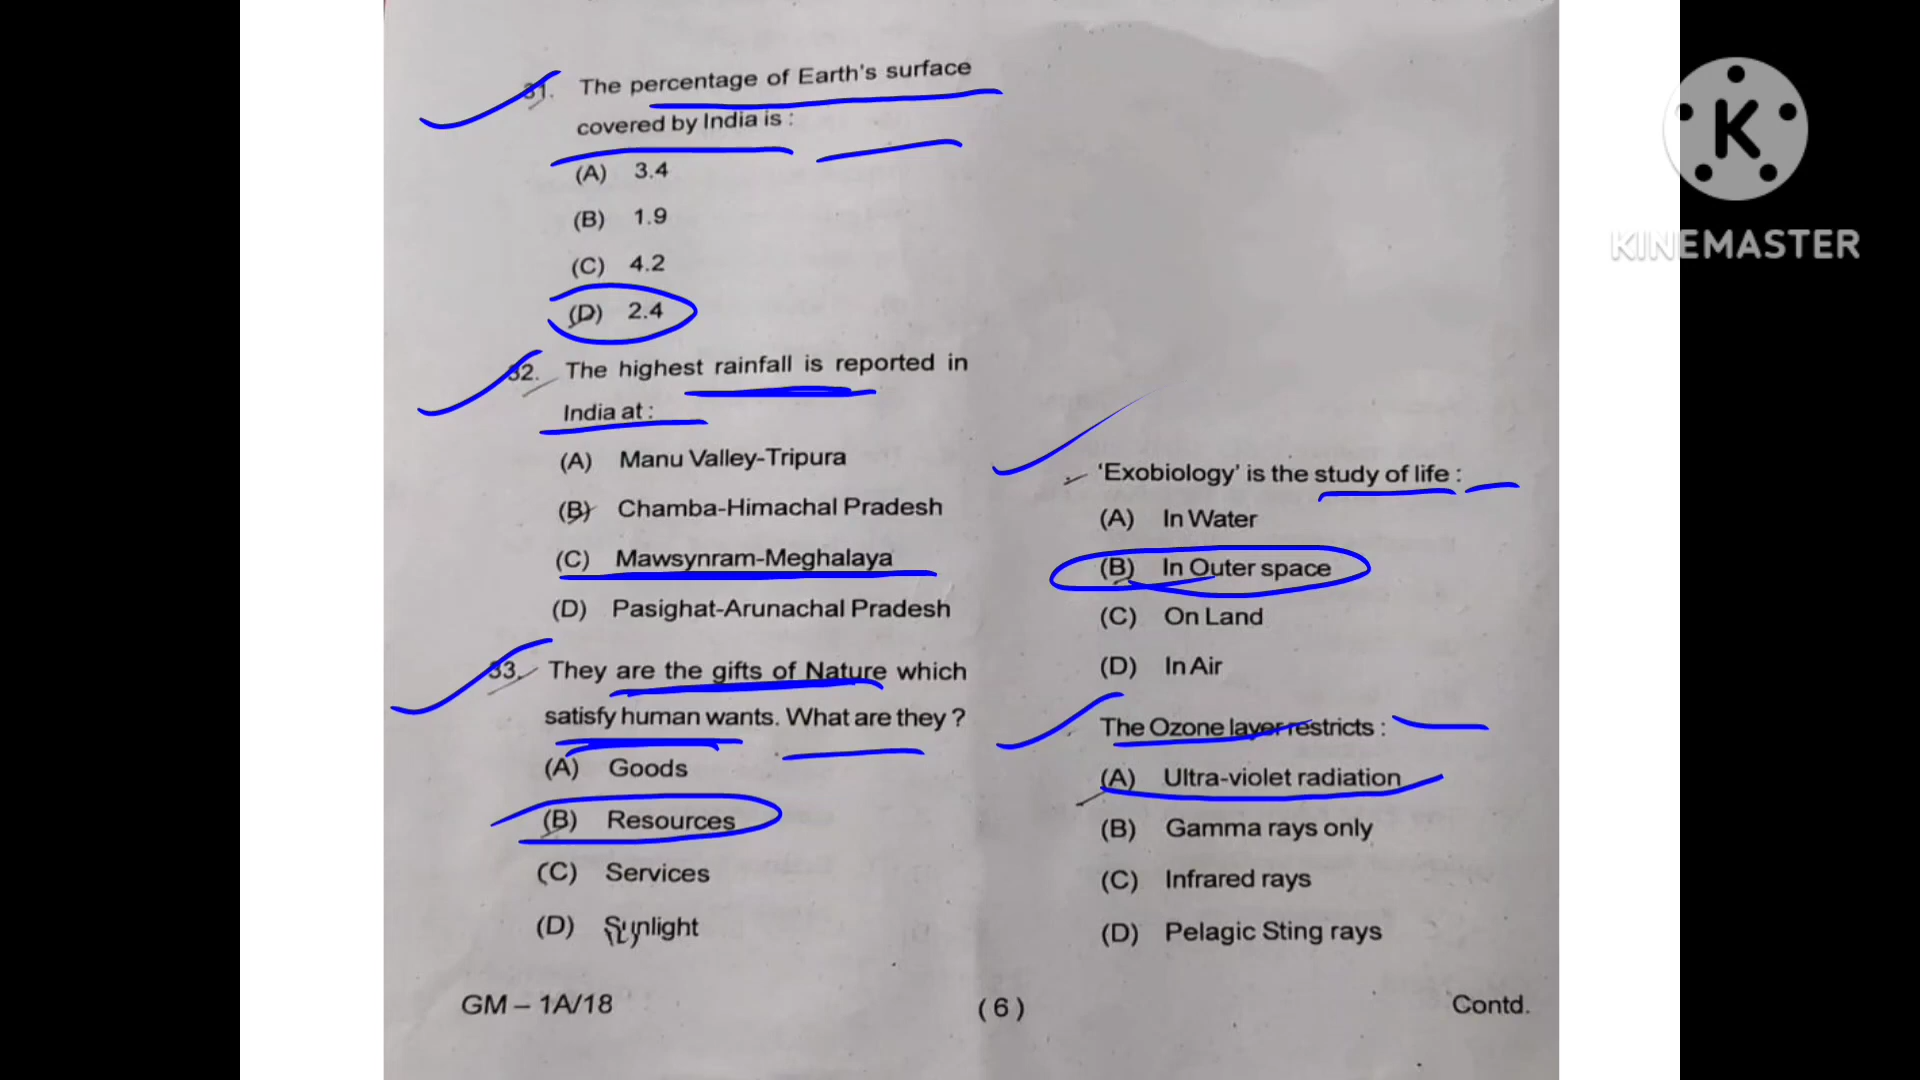 31. The percentage of Earth's surface
covered by India is :
(A) 3.4
(B) 1.9
(C) 4.2
(D) 2.4
32. The highest rainfall is reported in
India at :
(A) Manu Valley-Tripura
(B) Chamba-Himachal Pradesh
(C) Mawsynram-Meghalaya
(D) Pasighat-Arunachal Pradesh
33. They are the gifts of Nature which
satisfy human wants. What are they ?
(A) Goods
(B) Resources
(C) Services
(D) Sunlight
'Exobiology' is the study of life :
(A) In Water
(B) In Outer space
(C) On Land
(D) In Air
The Ozone layer restricts :
(A) Ultra-violet radiation
(B) Gamma rays only
(C) Infrared rays
(D) Pelagic Sting rays
GM – 1A/18
( 6 )
Contd.
K
KINEMASTER